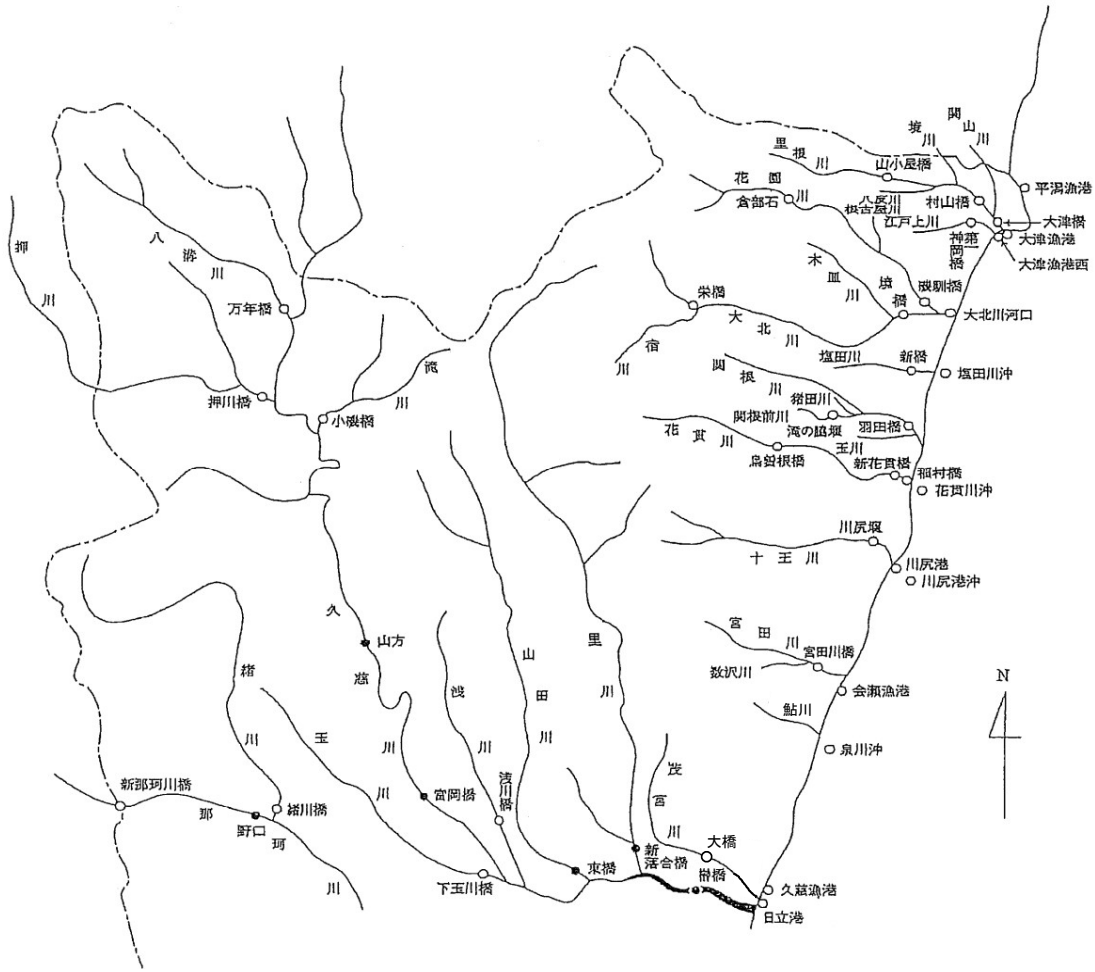 関山川
境川
里根川
山小屋橋
平潟漁港
花園川
倉部石
村山橋
根古屋川
江戸上川
大津橋
大津漁港
大津漁港西
神岡第一橋
木皿川
境橋
磯馴橋
大北川河口
栄橋
大北川
宿川
塩田川
新橋
塩田川沖
関根川
関根前川
滝の脇堰
羽田橋
玉川
花貫川
鳥曽根橋
新花貫橋
稲村橋
花貫川沖
押川
八溝川
万年橋
押川橋
小磯橋
滝川
川尻堰
十王川
川尻港
川尻港沖
久慈川
山方
宮田川
宮田川橋
数沢川
会瀬漁港
鮎川
泉川沖
N
緒川
玉川
浅川
山田川
里川
茂宮川
新那珂川橋
那珂川
野口
緒川橋
富岡橋
浅川橋
下玉川橋
東橋
新落合橋
大橋
榊橋
久慈漁港
日立港